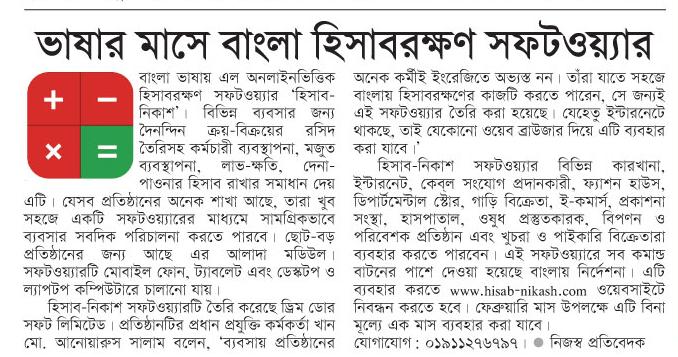 ভাষার মাসে বাংলা হিসাবরক্ষণ সফটওয়্যার
বাংলা ভাষায় এল অনলাইনভিত্তিক
হিসাবরক্ষণ সফটওয়্যার ‘হিসাব-
নিকাশ’। বিভিন্ন ব্যবসার জন্য
দৈনন্দিন ক্রয়-বিক্রয়ের রসিদ
তৈরিসহ কর্মচারী ব্যবস্থাপনা, মজুত
ব্যবস্থাপনা, লাভ-ক্ষতি, দেনা-
পাওনার হিসাব রাখার সমাধান দেয়
এটি। যেসব প্রতিষ্ঠানের অনেক শাখা আছে, তারা খুব
সহজে একটি সফটওয়্যারের মাধ্যমে সামগ্রিকভাবে
ব্যবসার সবদিক পরিচালনা করতে পারবে। ছোট-বড়
প্রতিষ্ঠানের জন্য আছে এর আলাদা মডিউল।
সফটওয়্যারটি মোবাইল ফোন, ট্যাবলেট এবং ডেস্কটপ ও
ল্যাপটপ কম্পিউটারে চালানো যায়।
হিসাব-নিকাশ সফটওয়্যারটি তৈরি করেছে ড্রিম ডোর
সফট লিমিটেড। প্রতিষ্ঠানটির প্রধান প্রযুক্তি কর্মকর্তা খান
মো. আনোয়ারুস সালাম বলেন, ‘ব্যবসায় প্রতিষ্ঠানের
অনেক কর্মীই ইংরেজিতে অভ্যস্ত নন। তাঁরা যাতে সহজে
বাংলায় হিসাবরক্ষণের কাজটি করতে পারেন, সে জন্যই
এই সফটওয়্যার তৈরি করা হয়েছে। যেহেতু ইন্টারনেটে
থাকছে, তাই যেকোনো ওয়েব ব্রাউজার দিয়ে এটি ব্যবহার
করা যাবে।’
হিসাব-নিকাশ সফটওয়্যার বিভিন্ন কারখানা,
ইন্টারনেট, কেব্‌ল সংযোগ প্রদানকারী, ফ্যাশন হাউস,
ডিপার্টমেন্টাল স্টোর, গাড়ি বিক্রেতা, ই-কমার্স, প্রকাশনা
সংস্থা, হাসপাতাল, ওষুধ প্রস্তুতকারক, বিপণন ও
পরিবেশক প্রতিষ্ঠান এবং খুচরা ও পাইকারি বিক্রেতারা
ব্যবহার করতে পারবেন। এই সফটওয়্যারে সব কমান্ড
বাটনের পাশে দেওয়া হয়েছে বাংলায় নির্দেশনা। এটি
ব্যবহার করতে www.hisab-nikash.com ওয়েবসাইটে
নিবন্ধন করতে হবে। ফেব্রুয়ারি মাস উপলক্ষে এটি বিনা
মূল্যে এক মাস ব্যবহার করা যাবে।
যোগাযোগ : ০১৯১১২৭৬৭৯৭। ● নিজস্ব প্রতিবেদক